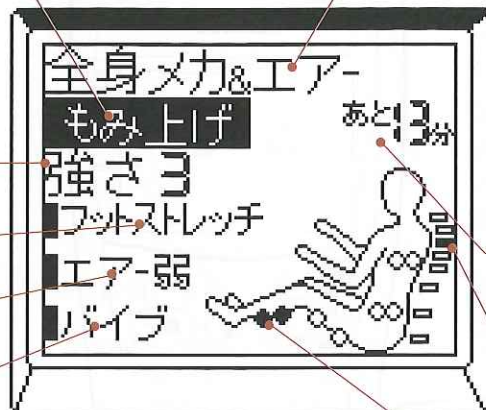 全身メカ&エアー
もみ上げ
あと13分
強さ3
フットストレッチ
エアー弱
バイブ